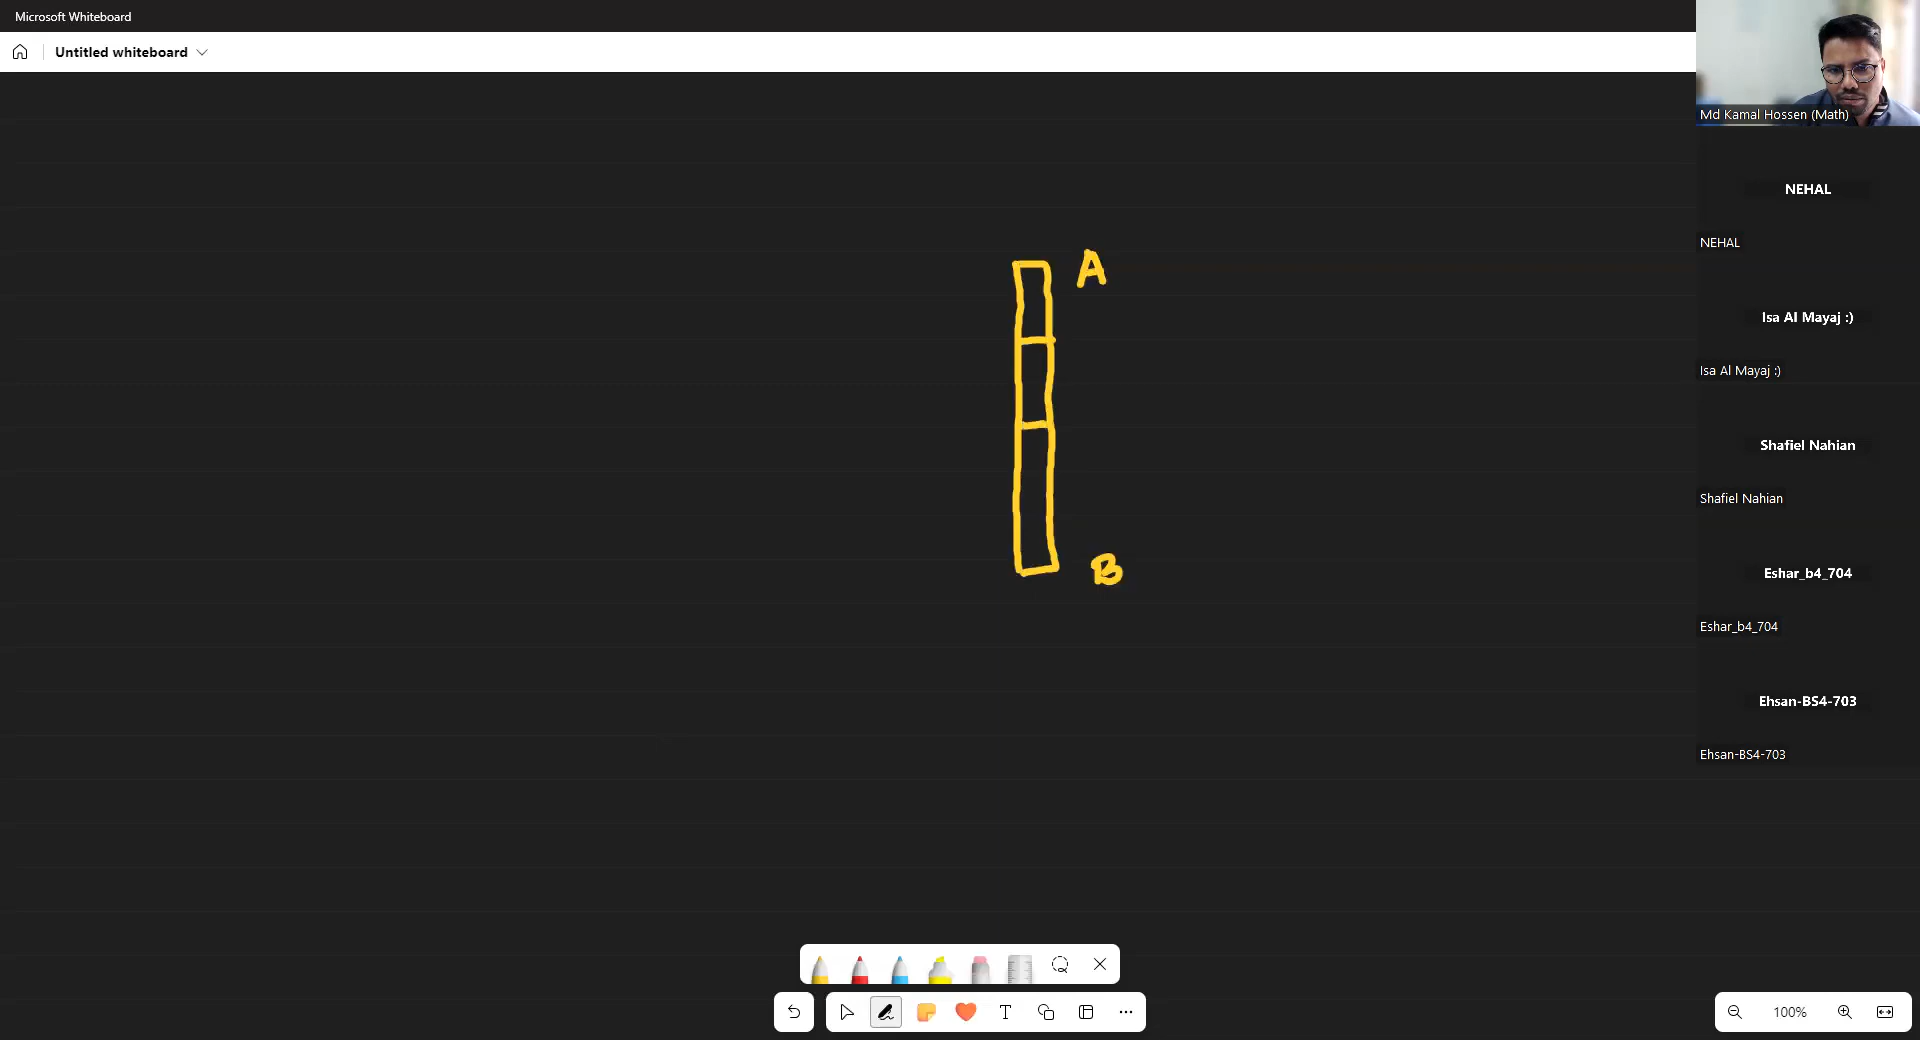 Microsoft Whiteboard
Untitled whiteboard
Md Kamal Hossen (Math)
NEHAL
NEHAL
A
Isa Al Mayaj :)
Isa Al Mayaj :)
Shafiel Nahian
Shafiel Nahian
B
Eshar_b4_704
Eshar_b4_704
Ehsan-BS4-703
Ehsan-BS4-703
T
100%